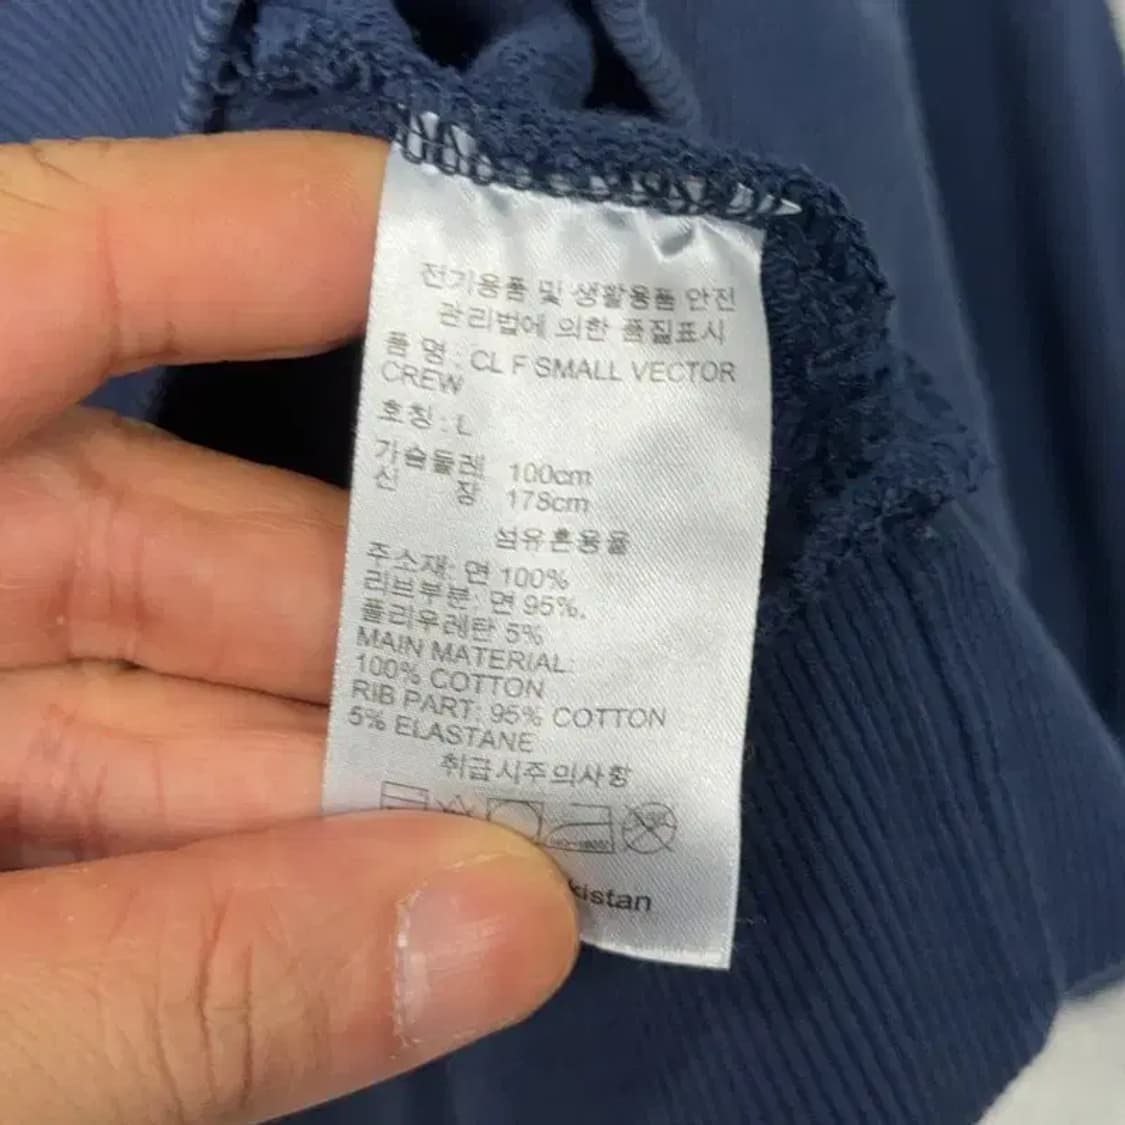 전기용품 및 생활용품 안전
관리법에 의한 품질표시
품 명 : CL F SMALL VECTOR
CREW
호칭 : L
가슴둘레 100cm
신 장 178cm
섬유혼용율
주소재: 면 100%
리브부분: 면 95%,
폴리우레탄 5%
MAIN MATERIAL:
100% COTTON
RIB PART: 95% COTTON
5% ELASTANE
취급시주의사항
kistan